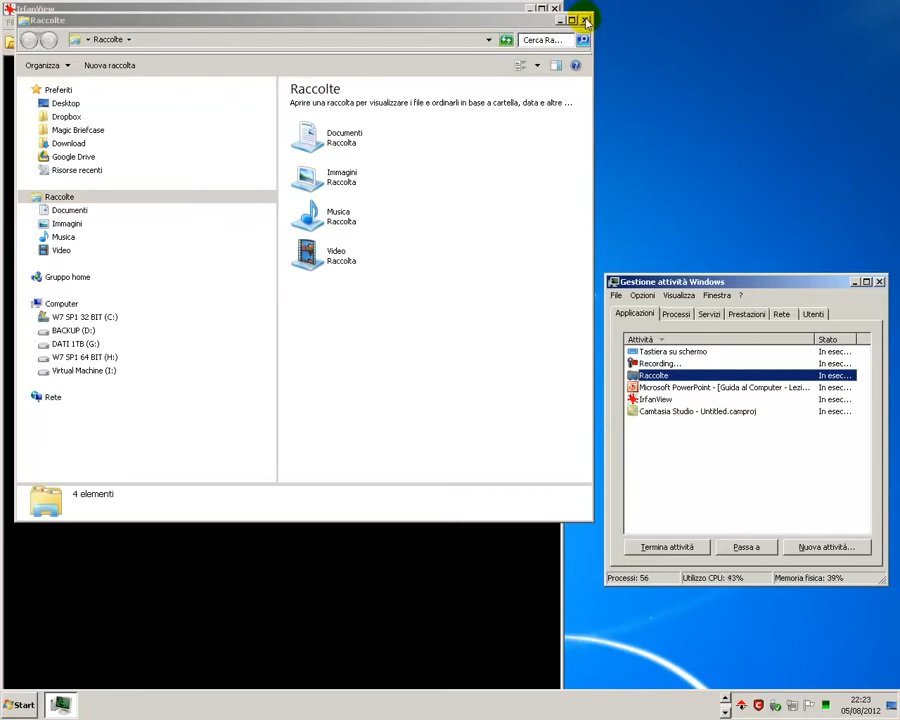 IrfanView
Raccolte
Raccolte
Cerca Ra...
Organizza
Nuova raccolta
Preferiti
Desktop
Dropbox
Magic Briefcase
Download
Google Drive
Risorse recenti
Raccolte
Documenti
Immagini
Musica
Video
Gruppo home
Computer
W7 SP1 32 BIT (C:)
BACKUP (D:)
DATI 1TB (G:)
W7 SP1 64 BIT (H:)
Virtual Machine (I:)
Rete
Raccolte
Aprire una raccolta per visualizzare i file e ordinarli in base a cartella, data e altre ...
Documenti
Raccolta
Immagini
Raccolta
Musica
Raccolta
Video
Raccolta
4 elementi
Gestione attività Windows
File Opzioni Visualizza Finestra ?
Applicazioni Processi Servizi Prestazioni Rete Utenti
Attività Stato
Tastiera su schermo In esec...
Recording... In esec...
Raccolte In esec...
Microsoft PowerPoint - [Guida al Computer - Lezi... In esec...
IrfanView In esec...
Camtasia Studio - Untitled.camproj In esec...
Termina attività Passa a Nuova attività...
Processi: 56 Utilizzo CPU: 43% Memoria fisica: 39%
Start
22:23
05/08/2012